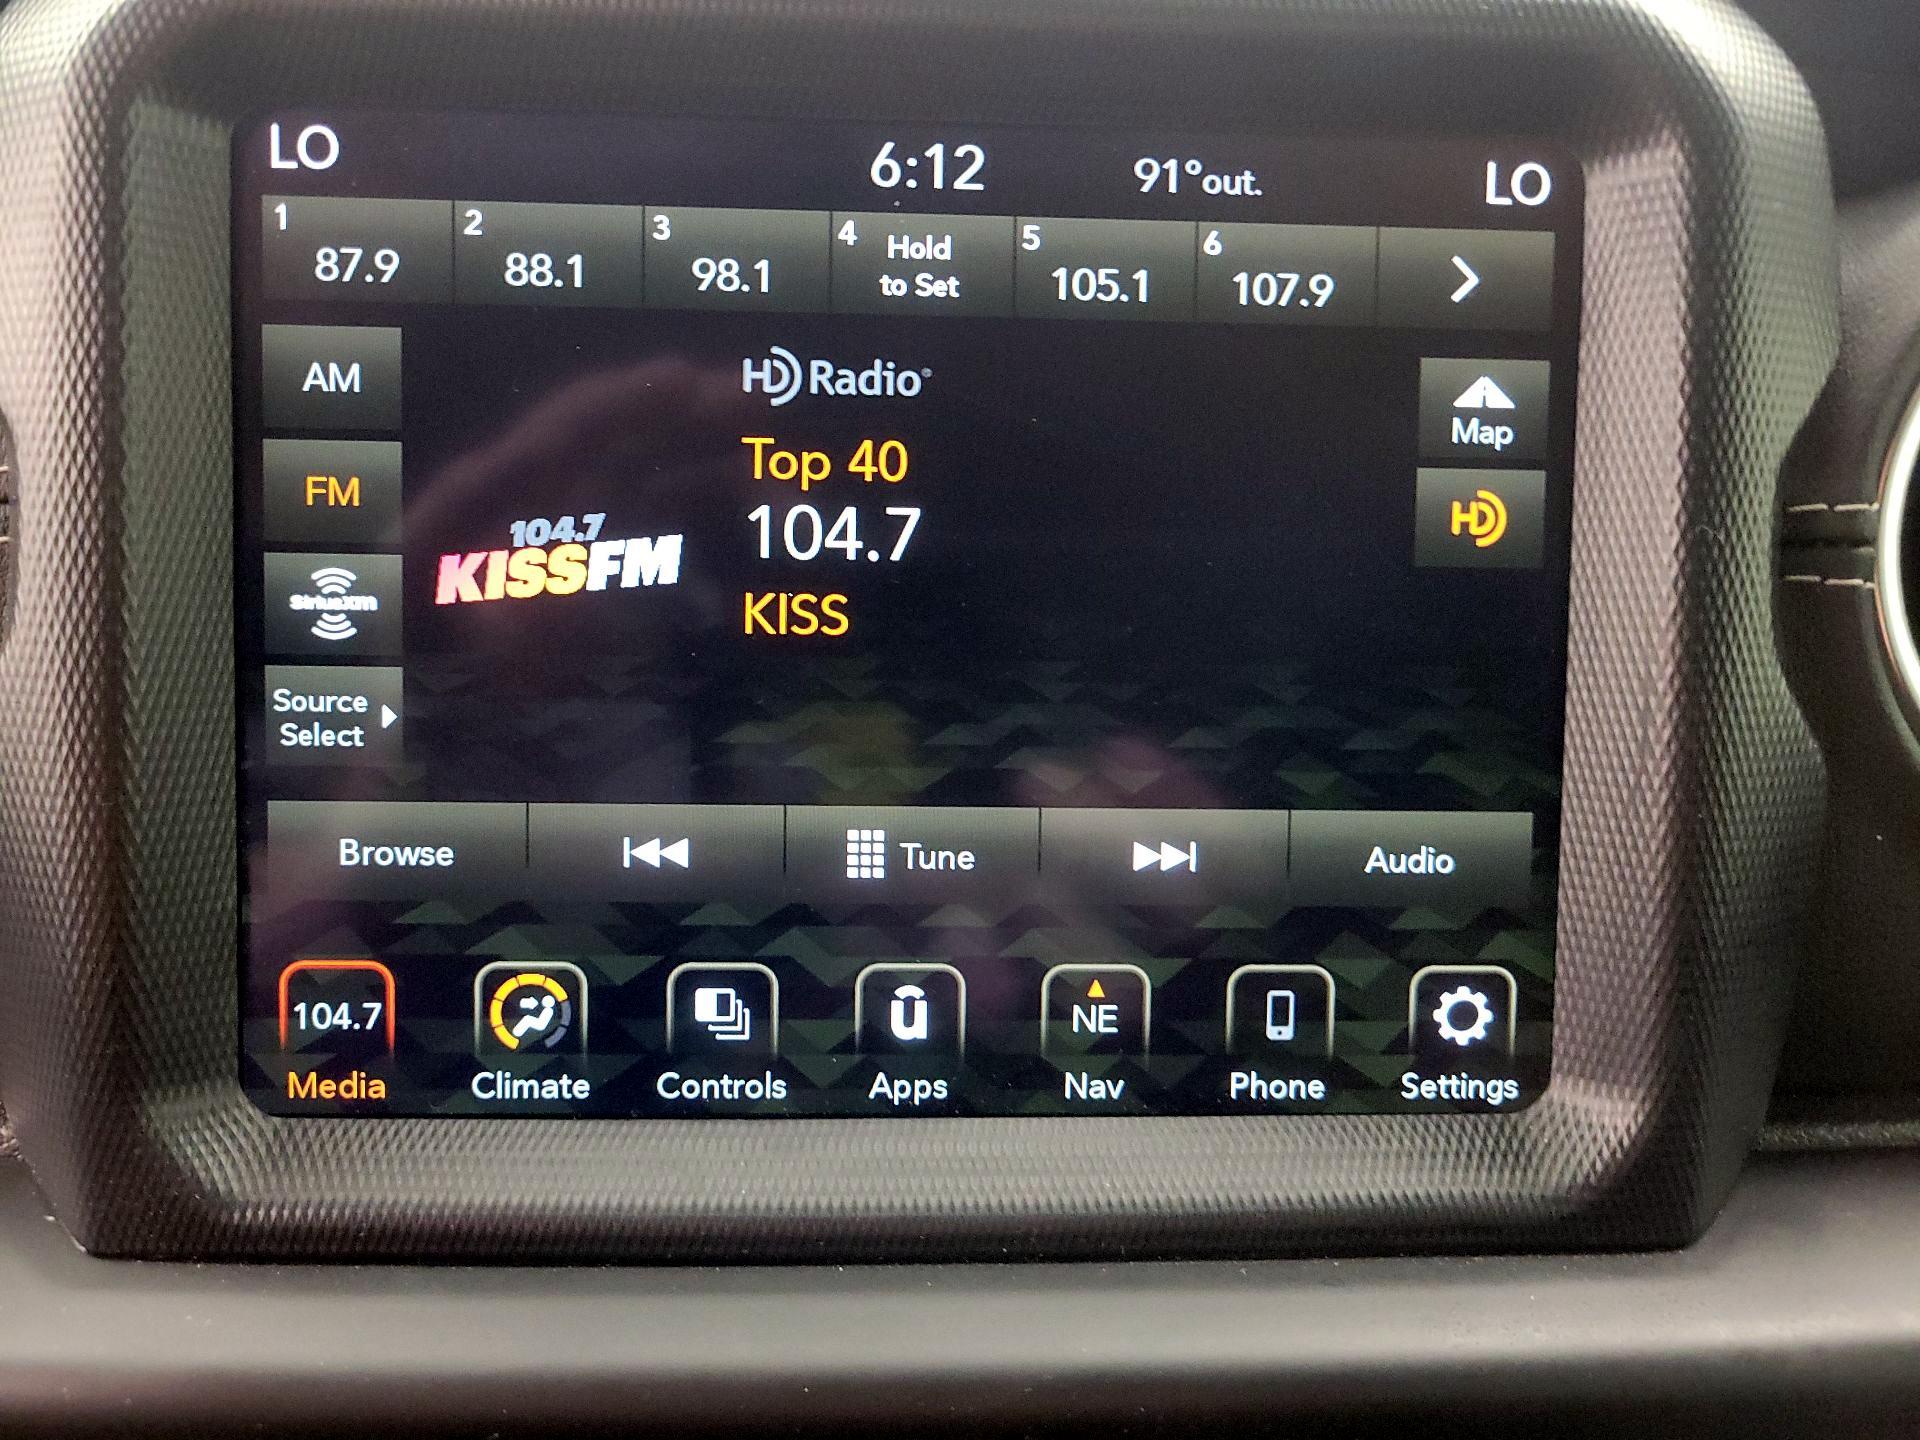 LO 6:12 91°out. LO
1 87.9
2 88.1
3 98.1
4 Hold
to Set
5 105.1
6 107.9
AM
FM
SiriusXM
Source
Select
104.7
KISSFM
HD Radio
Top 40
104.7
KISS
Map
HD
Browse Tune Audio
104.7 u NE
Media Climate Controls Apps Nav Phone Settings